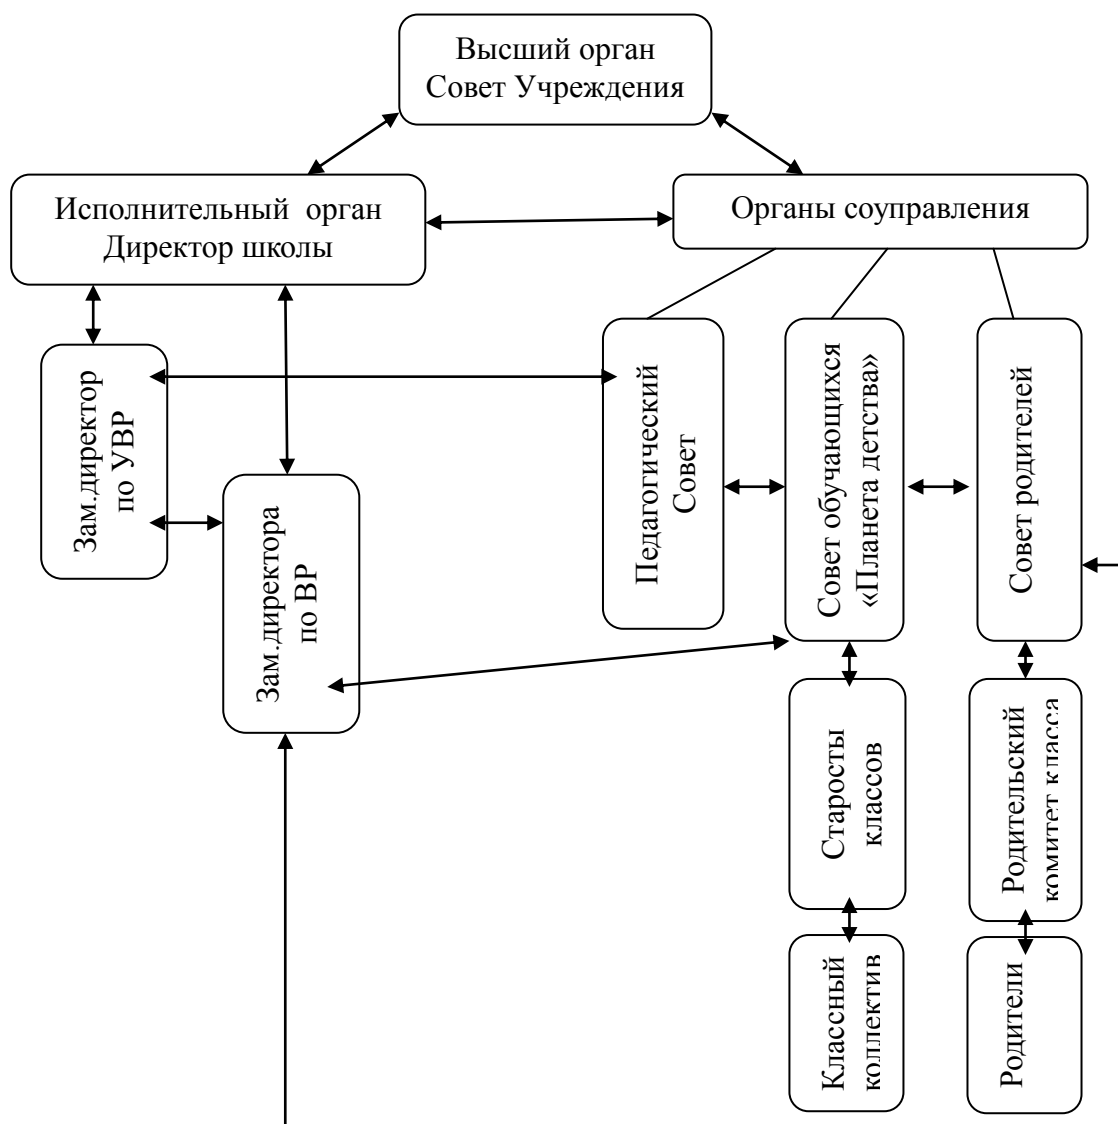 Высший орган
Совет Учреждения
Исполнительный орган
Директор школы
Органы соуправления
Зам.директор
по УВР
Зам.директора
по ВР
Педагогический
Совет
Совет обучающихся
«Планета детства»
Совет родителей
Старосты
классов
Родительский
комитет класса
Классный
коллектив
Родители